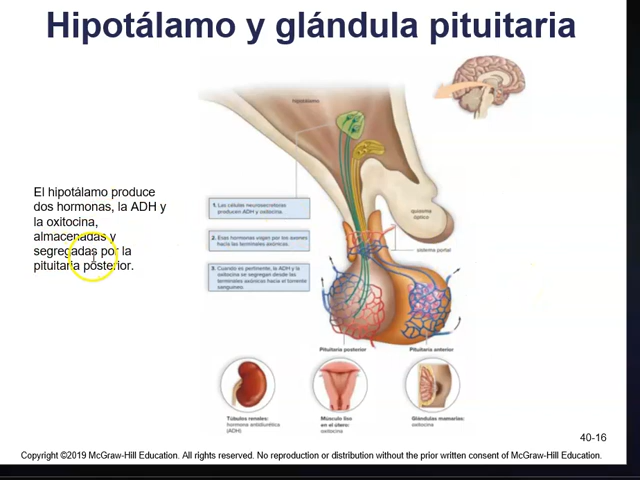 Hipotálamo y glándula pituitaria
hipotálamo
El hipotálamo produce
dos hormonas, la ADH y
la oxitocina,
almacenadas y
segregadas por la
pituitaria posterior.
1. Las células neurosecretoras
producen ADH y oxitocina.
2. Esas hormonas viajan por los axones
hacia las terminales axónicas.
3. Cuando es pertinente, la ADH y la
oxitocina se segregan desde las
terminales axónicas hacia el torrente
sanguíneo.
quiasma
óptico
sistema portal
Pituitaria posterior
Pituitaria anterior
Túbulos renales:
hormona antidiurética
(ADH)
Músculo liso
en el útero:
oxitocina
Glándulas mamarias:
oxitocina
40-16
Copyright ©2019 McGraw-Hill Education. All rights reserved. No reproduction or distribution without the prior written consent of McGraw-Hill Education.